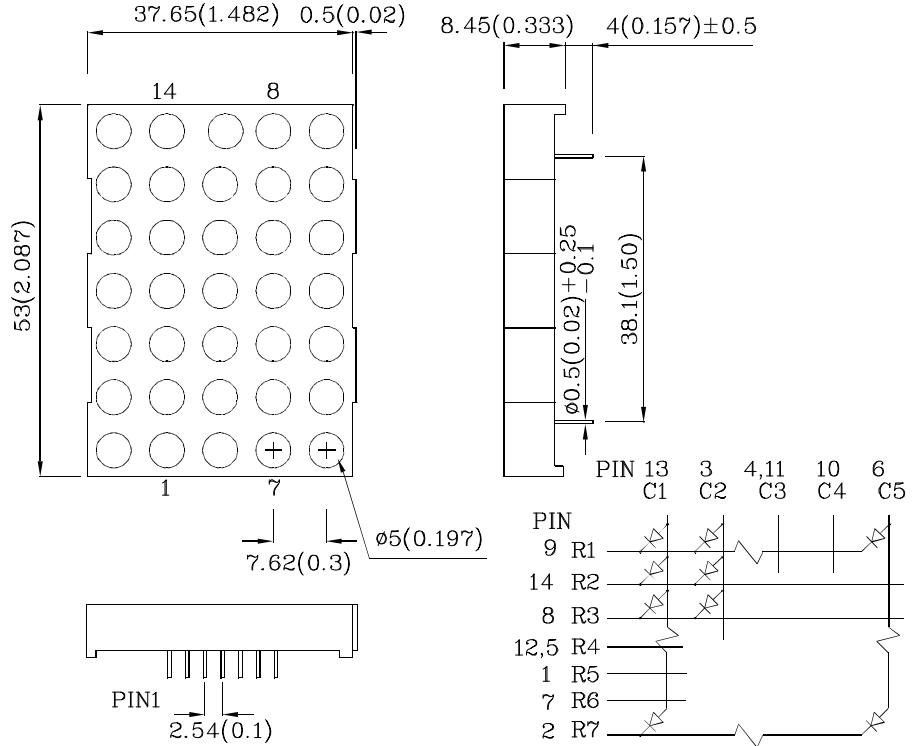 37.65(1.482)
0.5(0.02)
8.45(0.333)
4(0.157)±0.5
14
8
53(2.087)
ø0.5(0.02)+0.25
-0.1
38.1(1.50)
1
7
ø5(0.197)
7.62(0.3)
PIN 13 3 4,11 10 6
C1 C2 C3 C4 C5
PIN
9 R1
14 R2
8 R3
12,5 R4
1 R5
7 R6
2 R7
PIN1
2.54(0.1)